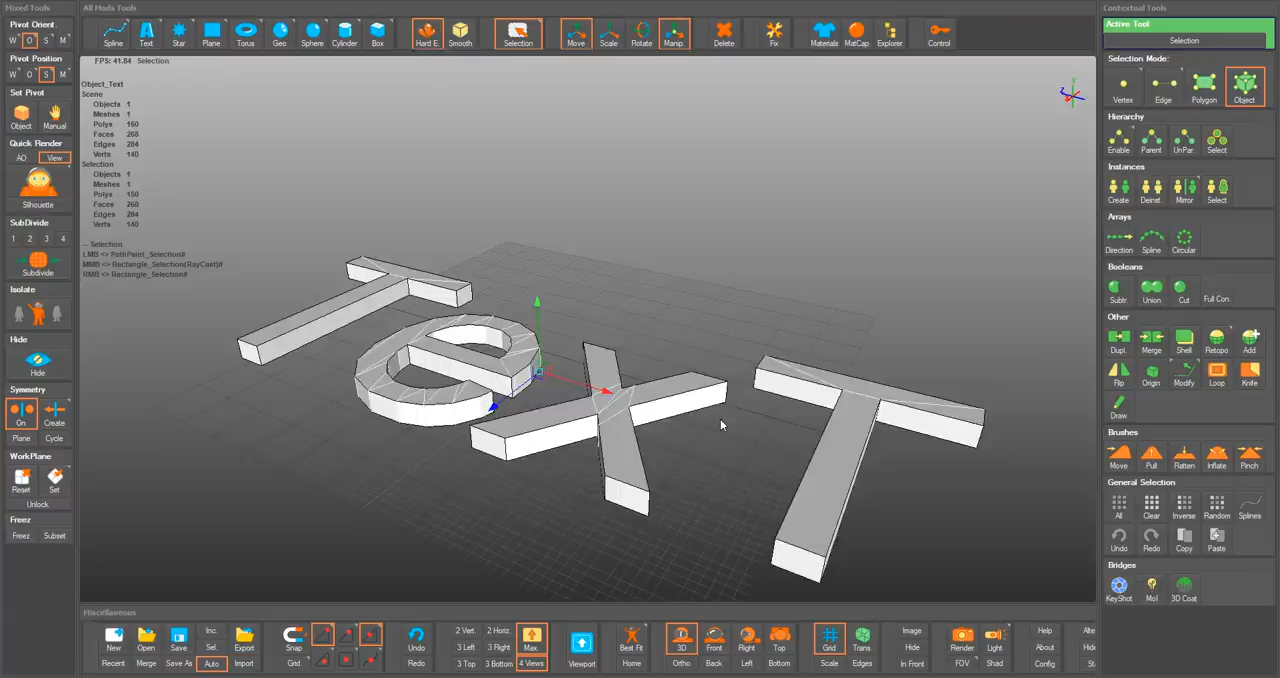 Mixed Tools
Pivot Orient.
W O S M
Pivot Position
W O S M
Set Pivot
Object Manual
Quick Render
AO View
Silhouette
SubDivide
1 2 3 4
Subdivide
Isolate
Hide
Hide
Symmetry
On Create
Plane Cycle
WorkPlane
Reset Set
Unlock
Freez
Freez Subset
All Mods Tools
Spline Text Star Plane Torus Geo Sphere Cylinder Box Hard E. Smooth Selection Move Scale Rotate Manip. Delete Fix Materials MatCap Explorer Control
FPS: 41.84 Selection
Object_Text
Scene
Objects 1
Meshes 1
Polys 150
Faces 268
Edges 284
Verts 140
Selection
Objects 1
Meshes 1
Polys 150
Faces 268
Edges 284
Verts 140
-- Selection
LMB <> PathPaint_Selection#
MMB <> Rectangle_Selection(RayCast)#
RMB <> Rectangle_Selection#
TexT
Contextual Tools
Active Tool
Selection
Selection Mode:
Vertex Edge Polygon Object
Hierarchy
Enable Parent UnPar. Select
Instances
Create Deinst. Mirror Select
Arrays
Direction Spline Circular
Booleans
Subtr. Union Cut Full Con.
Other
Dupl. Merge Shell Retopo Add
Flip Origin Modify Loop Knife
Draw
Brushes
Move Pull Flatten Inflate Pinch
General Selection
All Clear Inverse Random Splines
Undo Redo Copy Paste
Bridges
KeyShot MoI 3D Coat
Miscellaneous
New Open Save Inc. Export Snap Undo 2 Vert. 2 Horz. Max. Viewport Best Fit 3D Front Right Top Grid Trans. Image Render Light Help
Sel. 3 Left 3 Right Hide About
Recent Merge Save As Auto Import Grid Redo 3 Top 3 Bottom 4 Views Home Ortho Back Left Bottom Scale Edges In Front FOV Shad Config